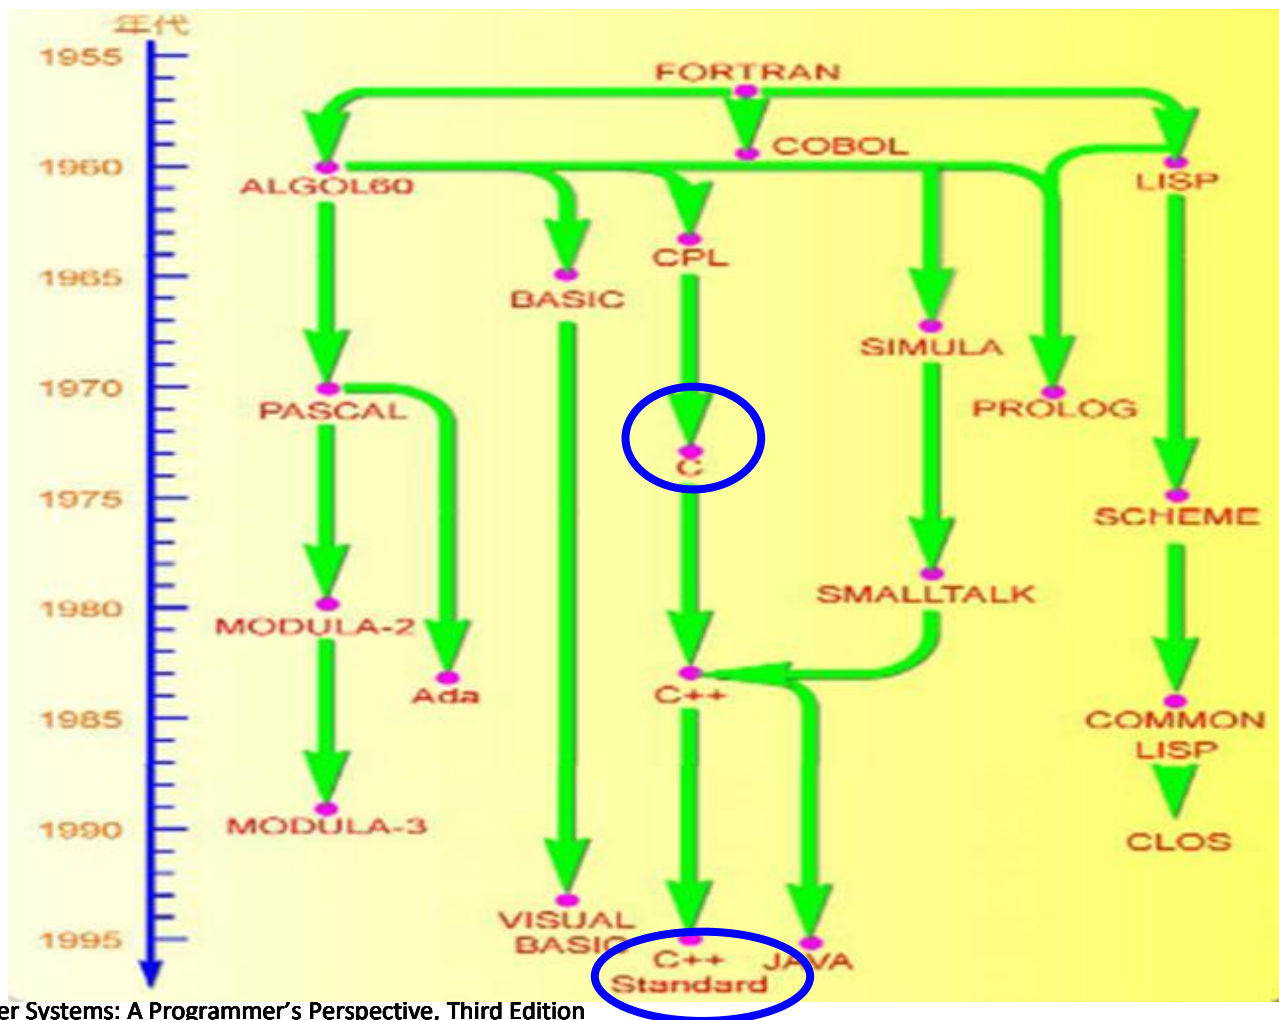 年代
1955
FORTRAN
COBOL
1960
ALGOL60
LISP
CPL
1965
BASIC
SIMULA
1970
PASCAL
PROLOG
C
1975
SCHEME
SMALLTALK
1980
MODULA-2
Ada
C++
1985
COMMON
LISP
1990
MODULA-3
CLOS
VISUAL
BASIC
1995
C++
Standard
JAVA
er Systems: A Programmer's Perspective, Third Edition